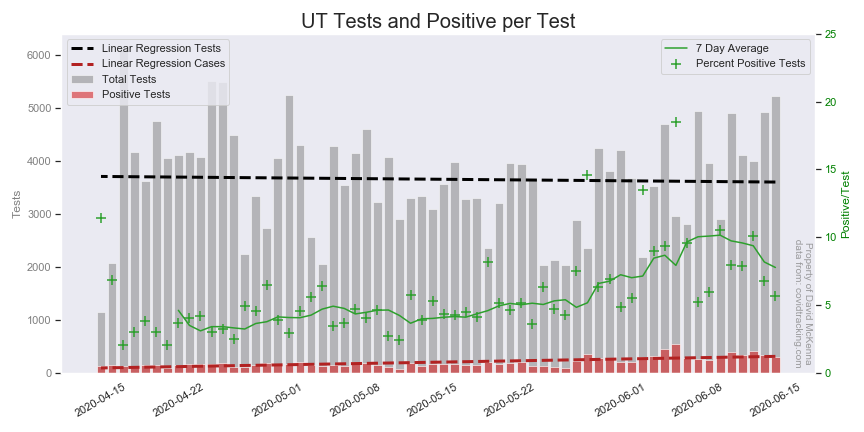 UT Tests and Positive per Test
Linear Regression Tests
Linear Regression Cases
Total Tests
Positive Tests
7 Day Average
Percent Positive Tests
Tests
6000
5000
4000
3000
2000
1000
0
25
20
15
10
5
0
Positive/Test
Property of David McKenna
data from: covidtracking.com
2020-04-15
2020-04-22
2020-05-01
2020-05-08
2020-05-15
2020-05-22
2020-06-01
2020-06-08
2020-06-15